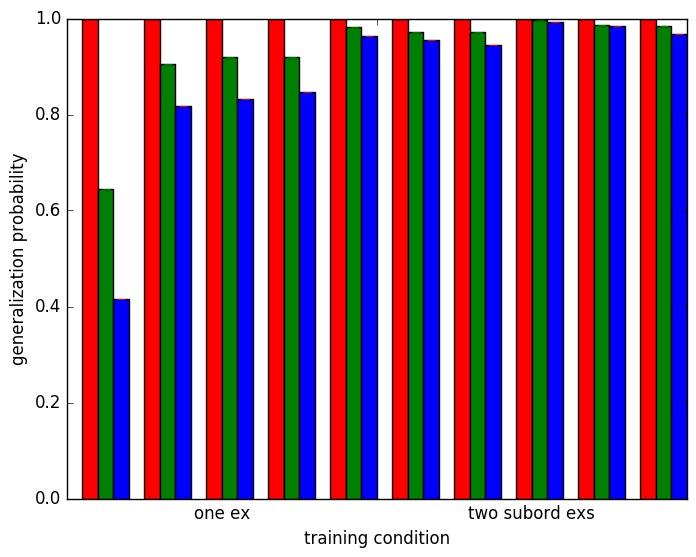 1.0
0.8
0.6
0.4
0.2
0.0
generalization probability
one ex two subord exs
training condition